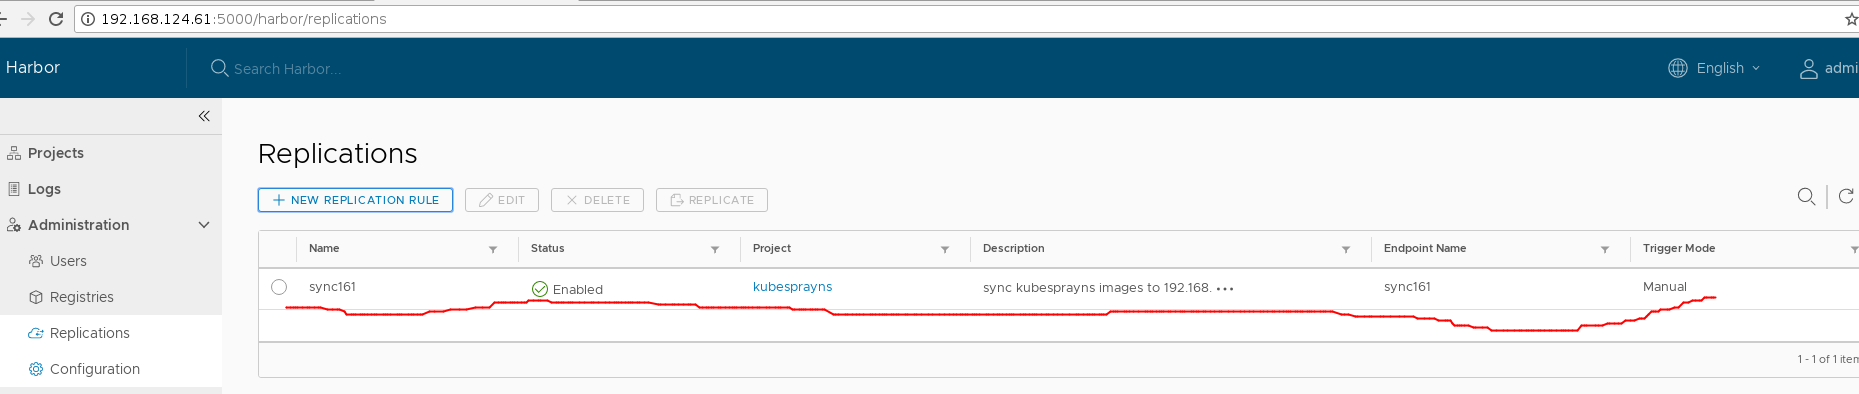 192.168.124.61:5000/harbor/replications
Harbor
Search Harbor...
English
admi
Projects
Logs
Administration
Users
Registries
Replications
Configuration
Replications
NEW REPLICATION RULE EDIT DELETE REPLICATE
Name Status Project Description Endpoint Name Trigger Mode
sync161 Enabled kubesprayns sync kubesprayns images to 192.168. ••• sync161 Manual
1 - 1 of 1 item